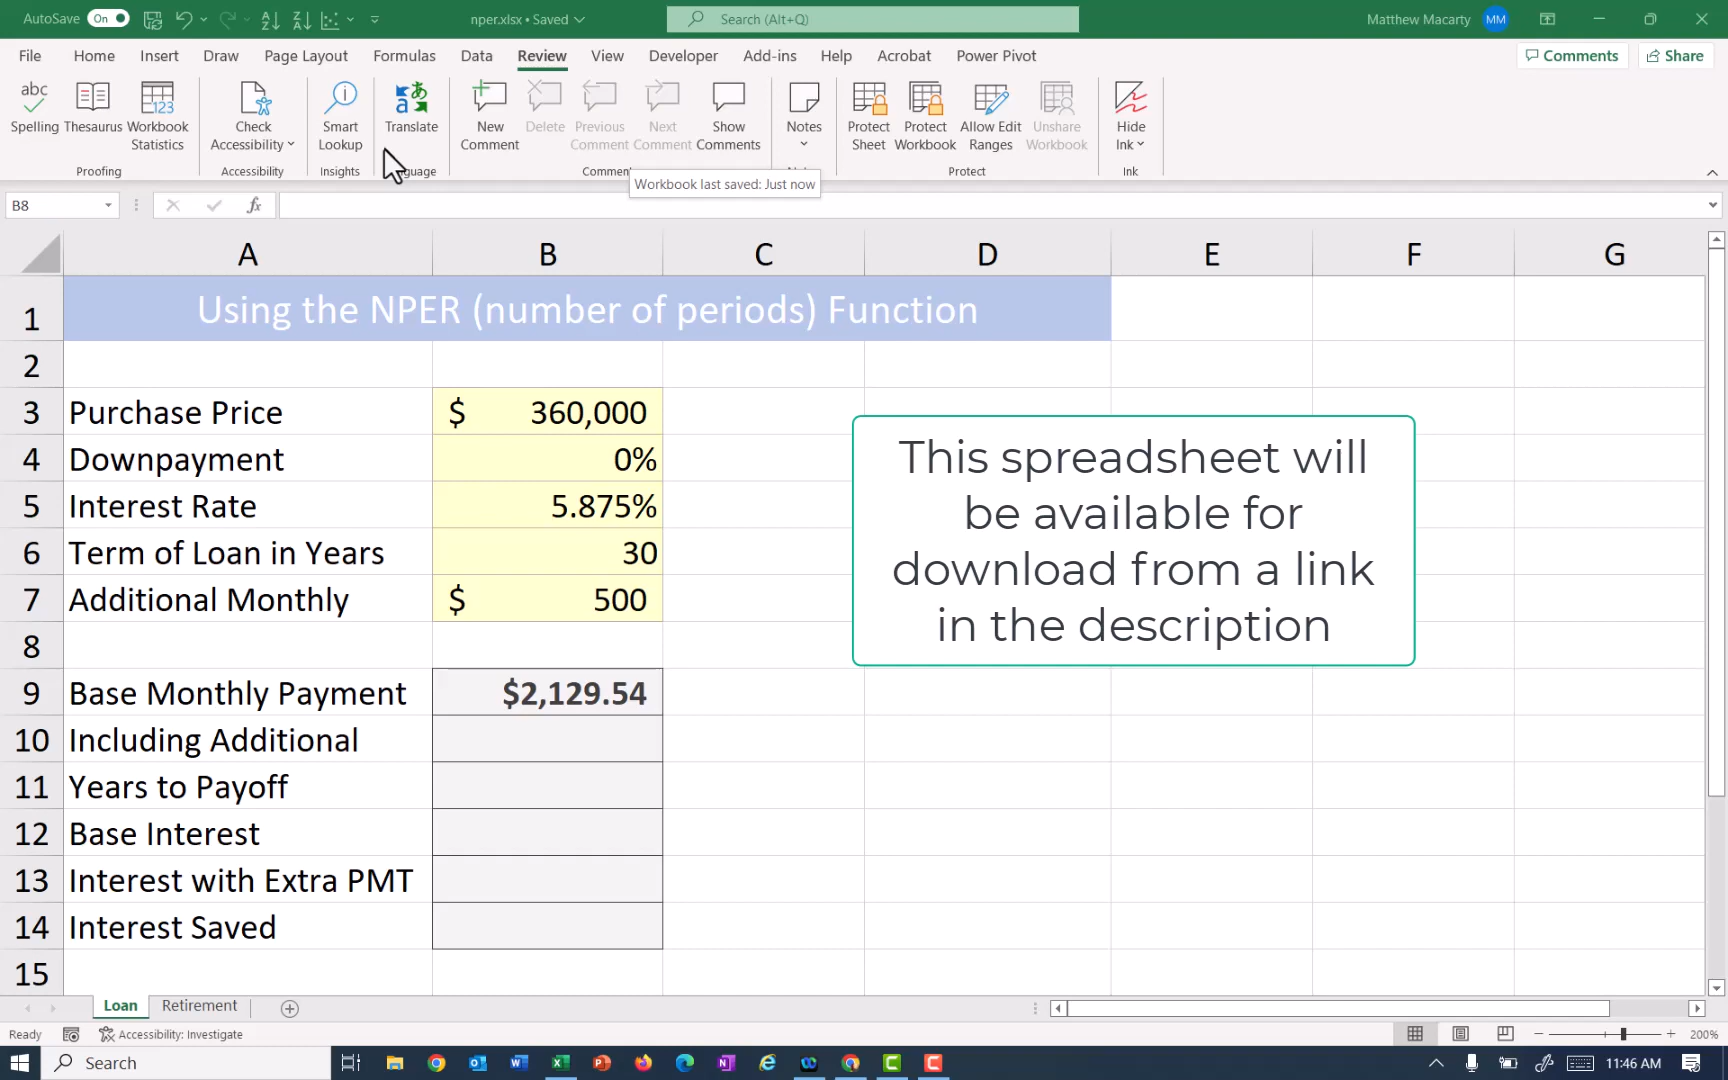 AutoSave On
nper.xlsx • Saved
Search (Alt+Q)
Matthew Macarty MM
File Home Insert Draw Page Layout Formulas Data Review View Developer Add-ins Help Acrobat Power Pivot
Comments Share
Spelling Thesaurus Workbook Statistics
Check Accessibility
Smart Lookup
Translate
New Comment Delete Previous Comment Next Comment Show Comments
Notes
Protect Sheet Protect Workbook Allow Edit Ranges Unshare Workbook
Hide Ink
Proofing Accessibility Insights Protect Ink
Workbook last saved: Just now
B8 fx
A B C D E F G
1 Using the NPER (number of periods) Function
2
3 Purchase Price $ 360,000
4 Downpayment 0%
5 Interest Rate 5.875%
6 Term of Loan in Years 30
7 Additional Monthly $ 500
8
9 Base Monthly Payment $2,129.54
10 Including Additional
11 Years to Payoff
12 Base Interest
13 Interest with Extra PMT
14 Interest Saved
15
This spreadsheet will
be available for
download from a link
in the description
Loan Retirement
Ready Accessibility: Investigate 200%
Search 11:46 AM